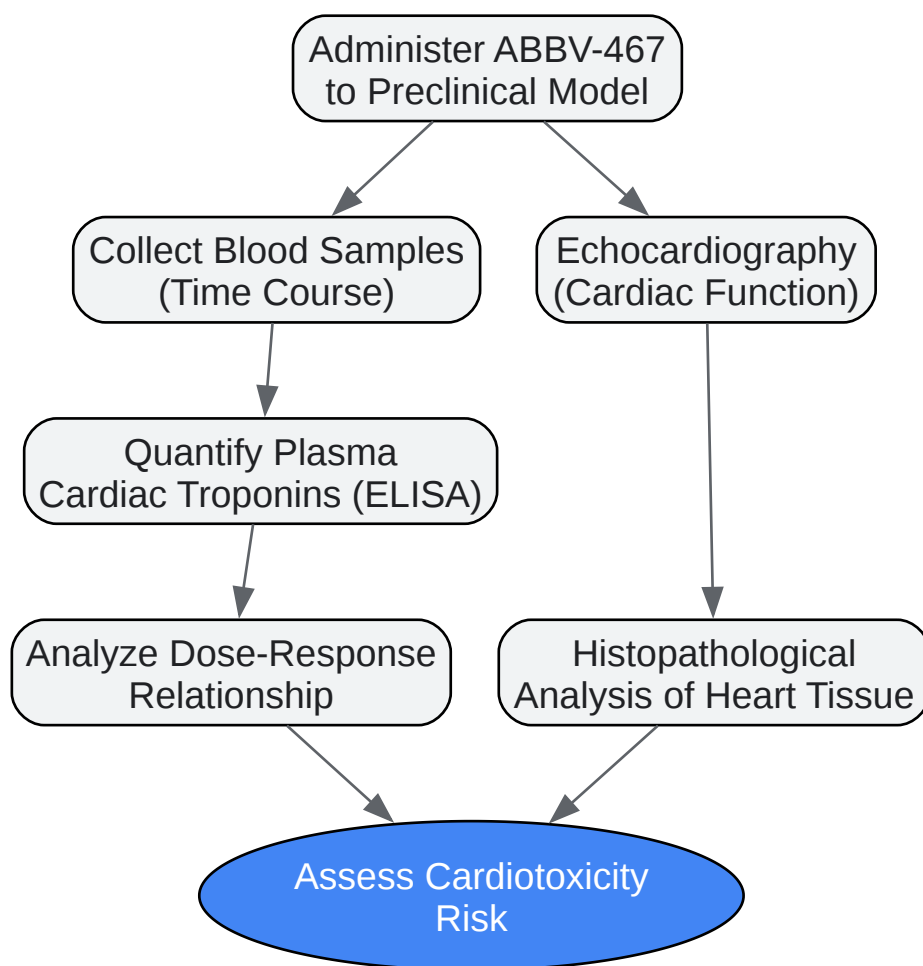 Administer ABBV-467
to Preclinical Model
Collect Blood Samples
(Time Course)
Echocardiography
(Cardiac Function)
Quantify Plasma
Cardiac Troponins (ELISA)
Analyze Dose-Response
Relationship
Histopathological
Analysis of Heart Tissue
Assess Cardiotoxicity
Risk